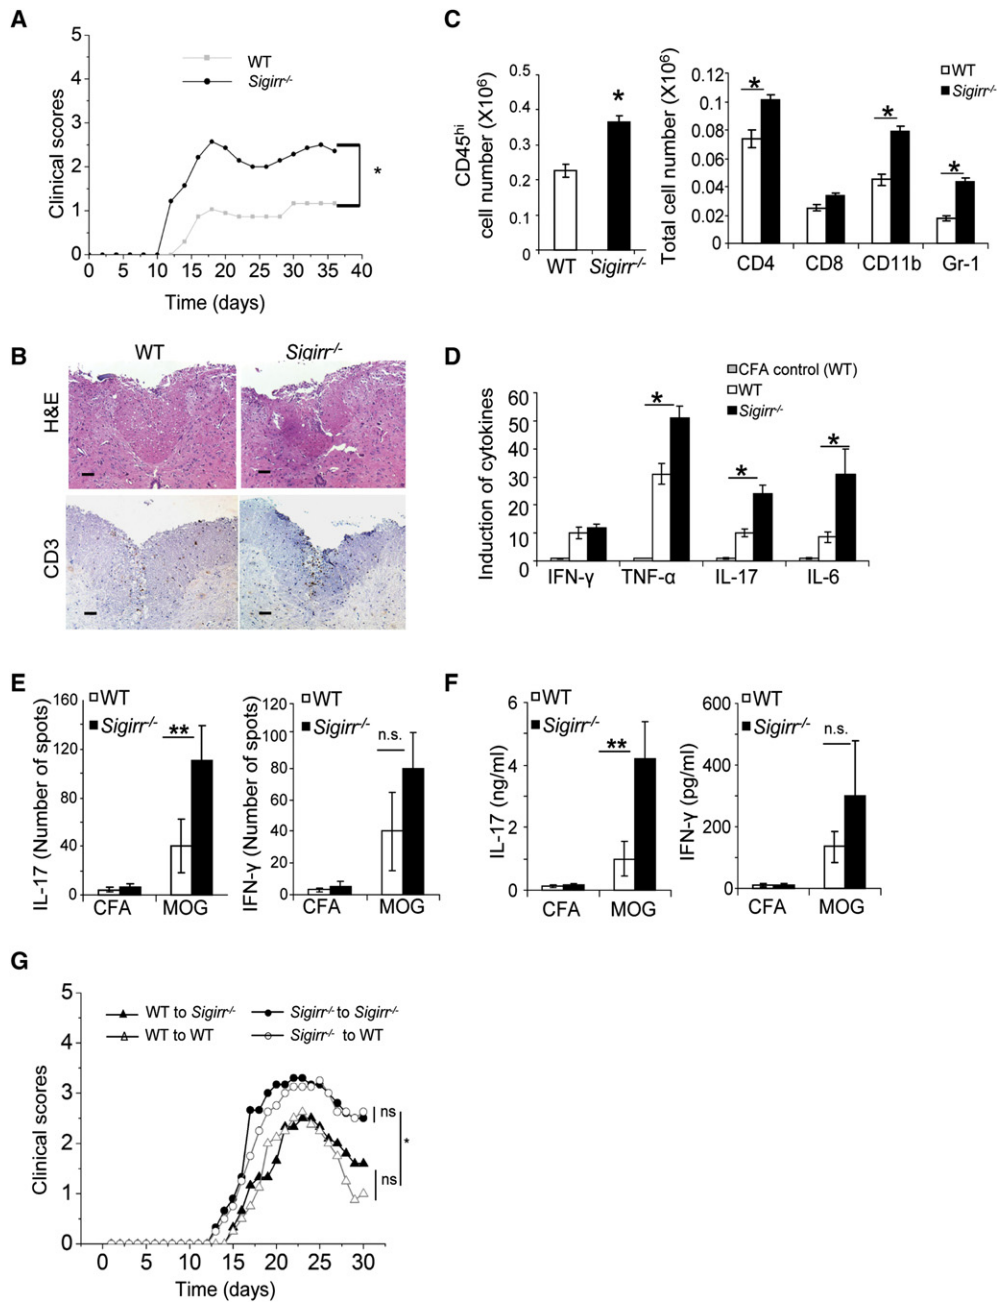 A
Clinical scores
5
4
3
2
1
0
WT
Sigirr-/-
*
0 5 10 15 20 25 30 35 40
Time (days)
B
WT Sigirr-/-
H&E
CD3
C
CD45hi
cell number (X10⁶)
0.5
0.4
0.3
0.2
0.1
0
*
WT Sigirr-/-
Total cell number (X10⁶)
0.12
0.1
0.08
0.06
0.04
0.02
0
WT
Sigirr-/-
* * *
CD4 CD8 CD11b Gr-1
D
Induction of cytokines
60
50
40
30
20
10
0
CFA control (WT)
WT
Sigirr-/-
* * *
IFN-γ TNF-α IL-17 IL-6
E
IL-17 (Number of spots)
160
120
80
40
0
WT
Sigirr-/-
**
CFA MOG
IFN-γ (Number of spots)
120
100
80
60
40
20
0
WT
Sigirr-/-
n.s.
CFA MOG
F
IL-17 (ng/ml)
6
4
2
0
WT
Sigirr-/-
**
CFA MOG
IFN-γ (pg/ml)
600
400
200
0
WT
Sigirr-/-
n.s.
CFA MOG
G
Clinical scores
5
4
3
2
1
0
WT to Sigirr-/- Sigirr-/- to Sigirr-/-
WT to WT Sigirr-/- to WT
ns
*
ns
0 5 10 15 20 25 30
Time (days)